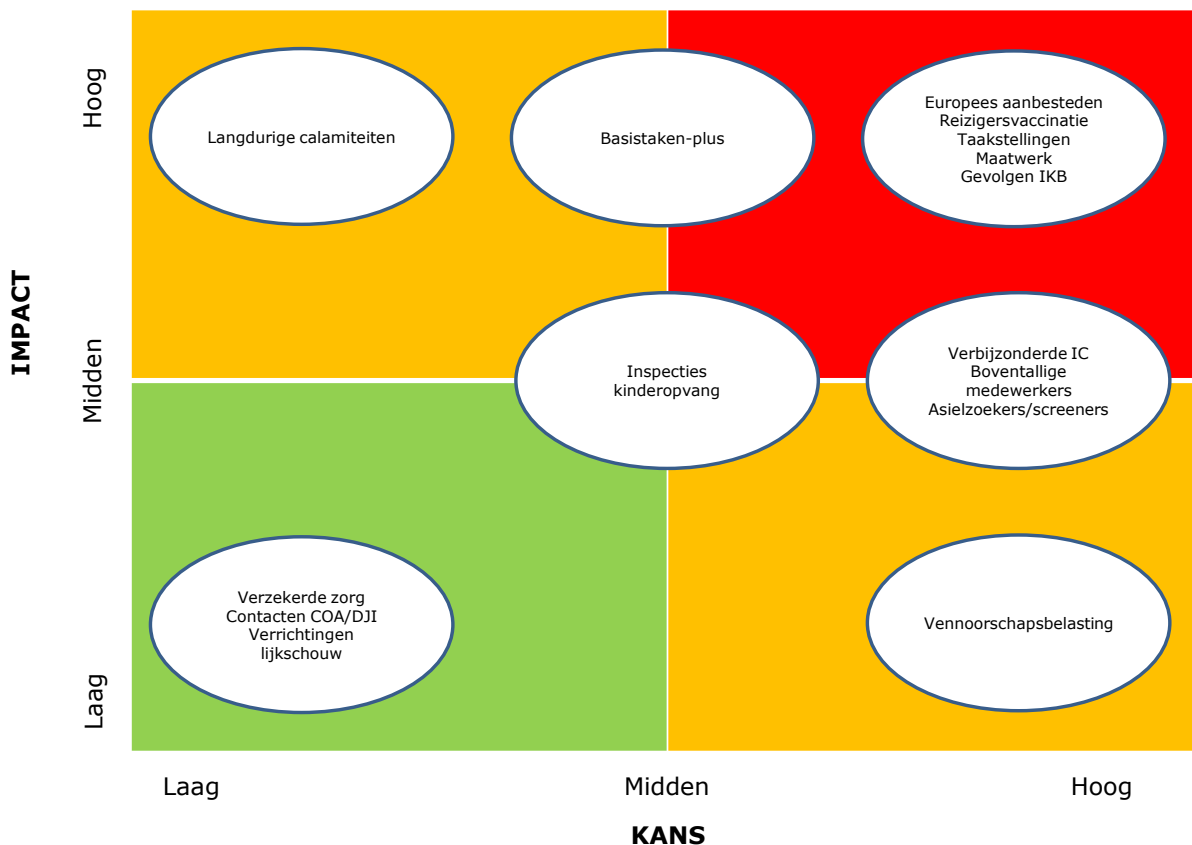 Hoog
Langdurige calamiteiten
Basistaken-plus
Europees aanbesteden
Reizigersvaccinatie
Taakstellingen
Maatwerk
Gevolgen IKB
IMPACT
Midden
Inspecties
kinderopvang
Verbijzonderde IC
Boventallige
medewerkers
Asielzoekers/screeners
Laag
Verzekerde zorg
Contacten COA/DJI
Verrichtingen
lijkschouw
Vennoorschapsbelasting
Laag
Midden
Hoog
KANS